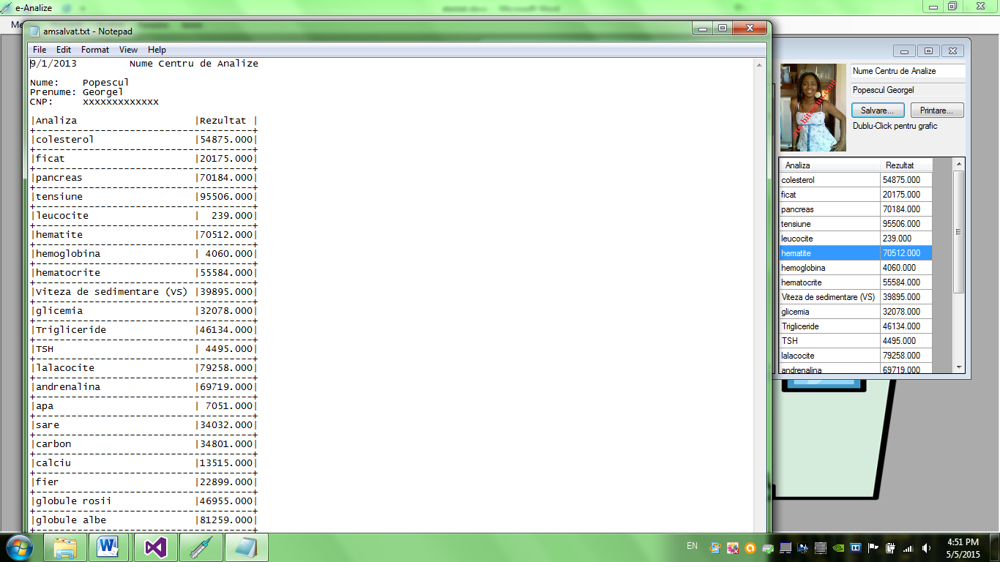 e-Analize
amsalvat.txt - Notepad
File Edit Format View Help
9/1/2013 Nume Centru de Analize
Nume: Popescul
Prenume: Georgel
CNP: xxxxxxxxxxxxx
|Analiza |Rezultat |
|colesterol |54875.000|
|ficat |20175.000|
|pancreas |70184.000|
|tensiune |95506.000|
|leucocite | 239.000|
|hematite |70512.000|
|hemoglobina | 4060.000|
|hematocrite |55584.000|
|Viteza de sedimentare (VS) |39895.000|
|glicemia |32078.000|
|Trigliceride |46134.000|
|TSH | 4495.000|
|lalacocite |79258.000|
|andrenalina |69719.000|
|apa | 7051.000|
|sare |34032.000|
|carbon |34801.000|
|calciu |13515.000|
|fier |22899.000|
|globule rosii |46955.000|
|globule albe |81259.000|
Nume Centru de Analize
Popescul Georgel
Salvare... Printare...
Dublu-Click pentru grafic
Analiza Rezultat
colesterol 54875.000
ficat 20175.000
pancreas 70184.000
tensiune 95506.000
leucocite 239.000
hematite 70512.000
hemoglobina 4060.000
hematocrite 55584.000
Viteza de sedimentare (VS) 39895.000
glicemia 32078.000
Trigliceride 46134.000
TSH 4495.000
lalacocite 79258.000
andrenalina 69719.000
EN
4:51 PM
5/5/2015